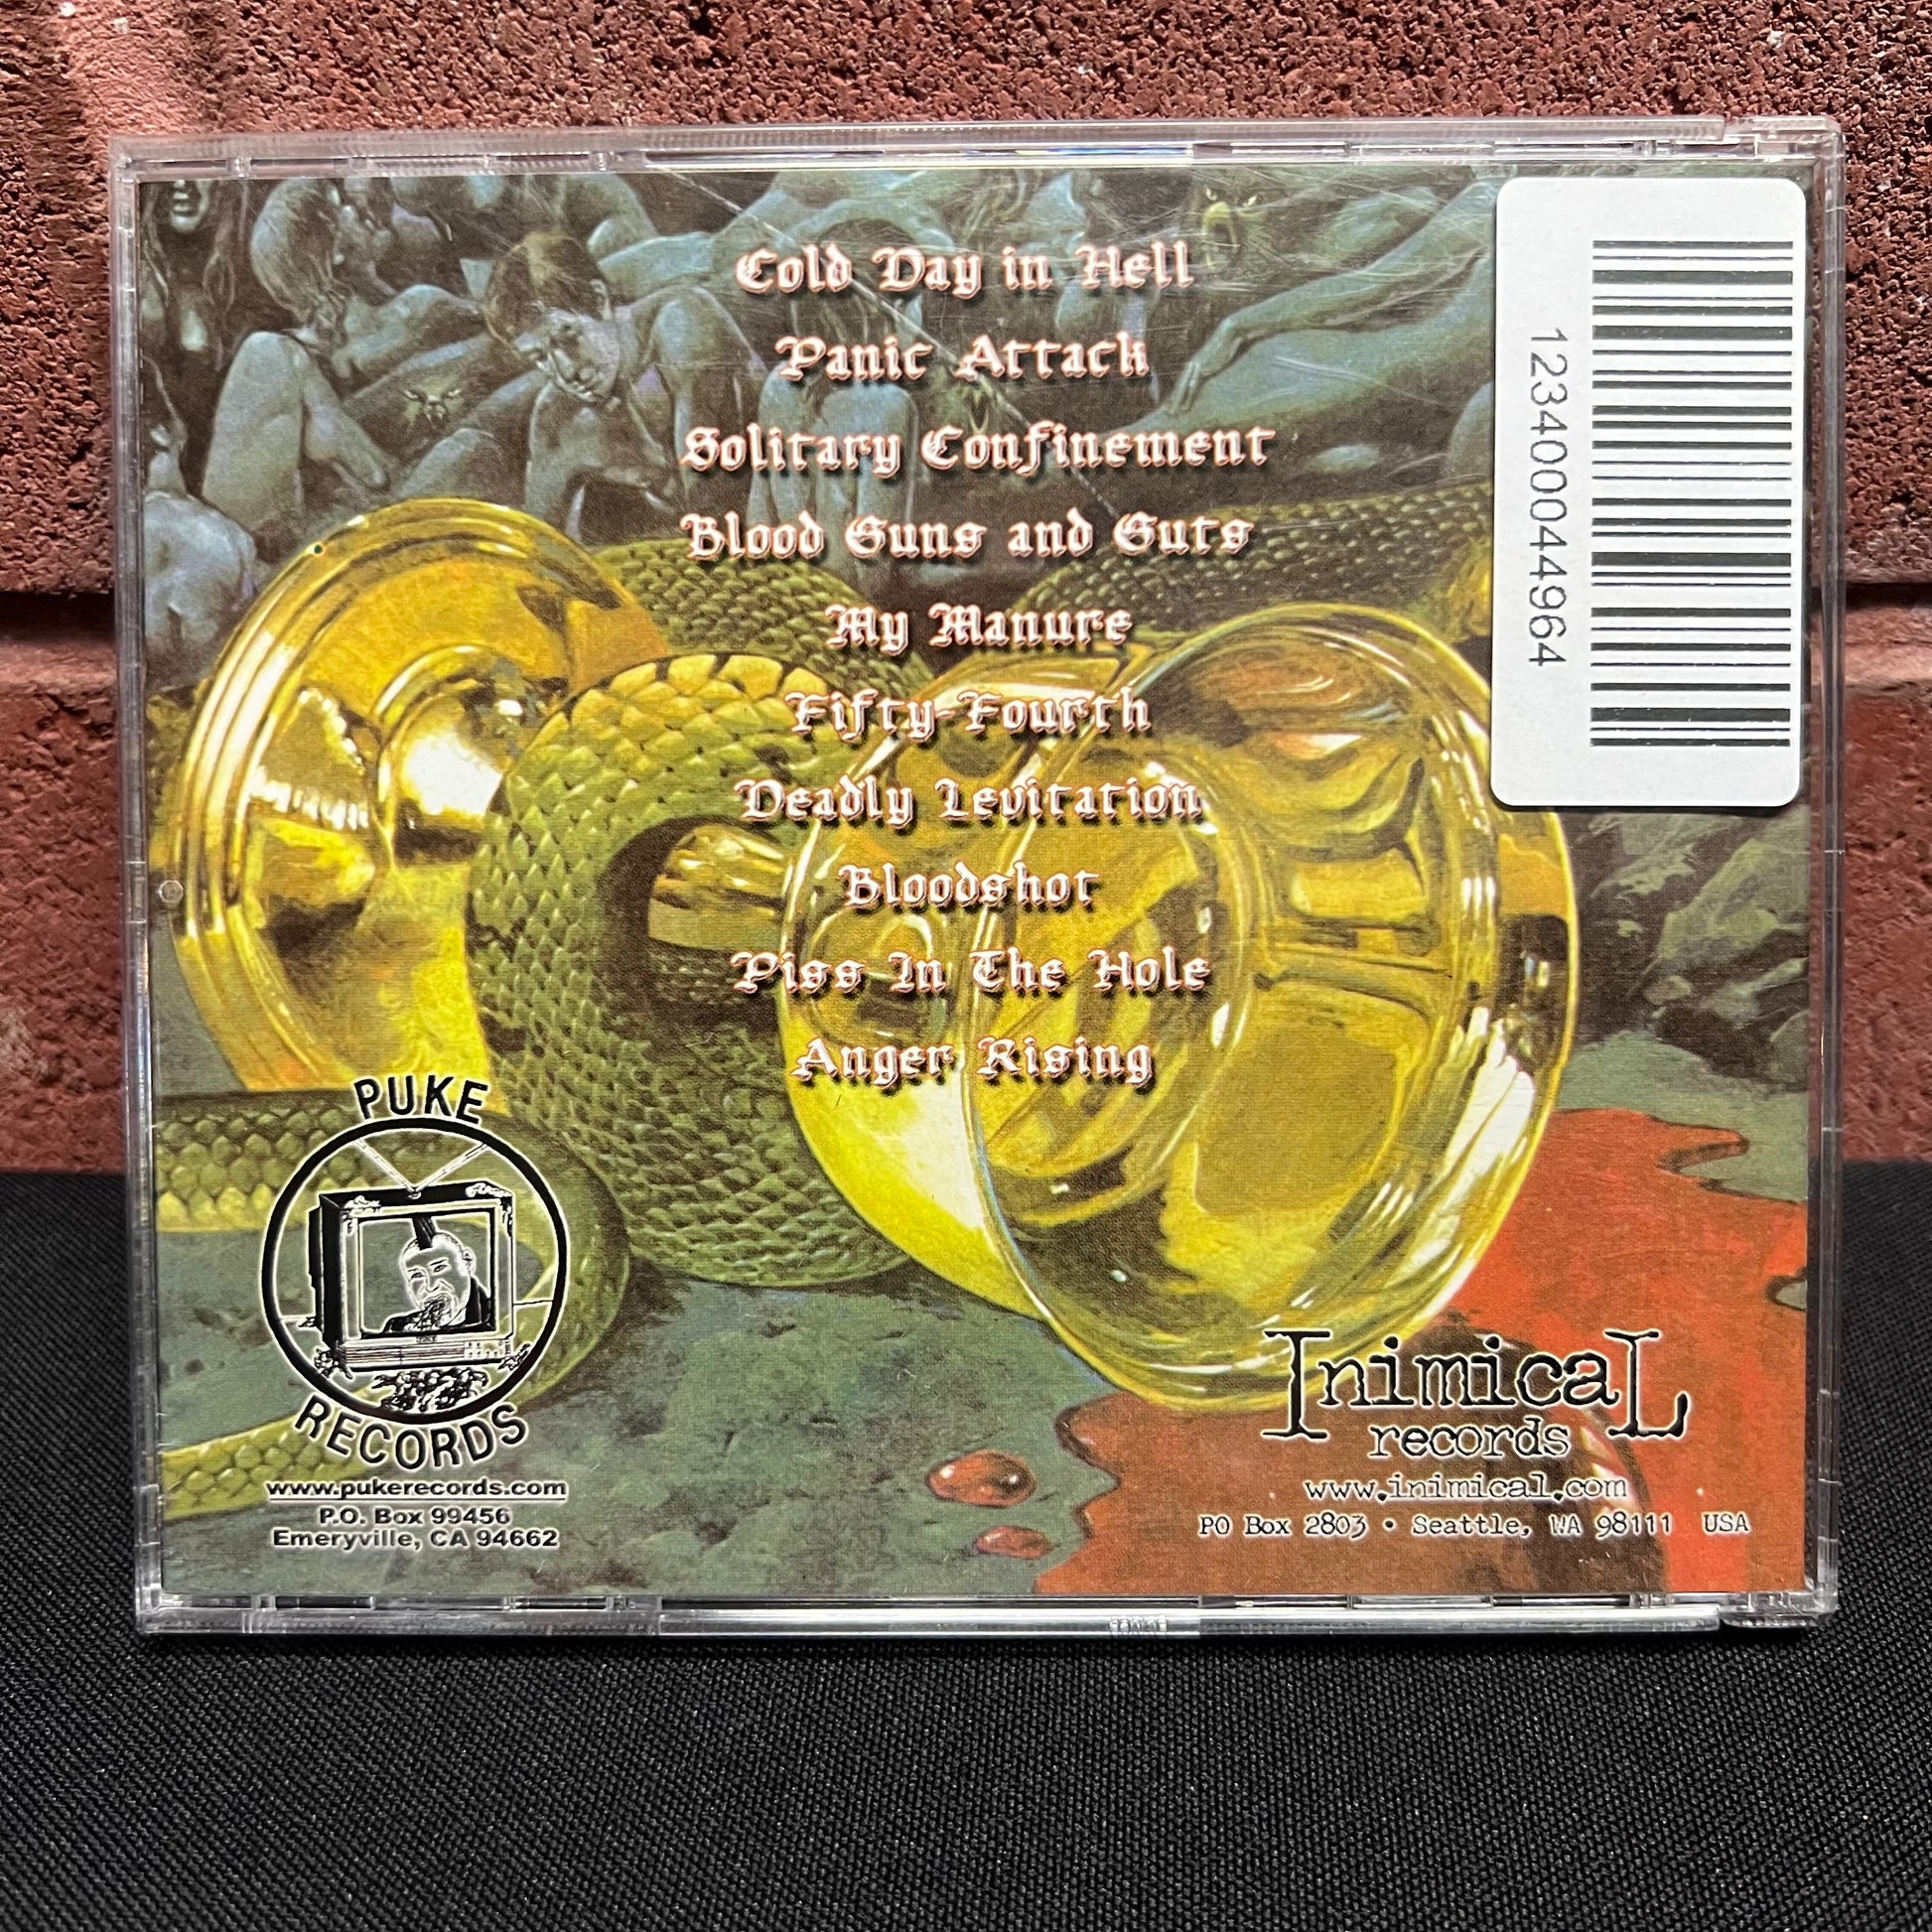 Cold Day in Hell
Panic Attack
Solitary Confinement
Blood Guns and Guts
My Manure
Fifty-Fourth
Deadly Levitation
Bloodshot
Piss In The Hole
Anger Rising
1234000044964
PUKE
RECORDS
www.pukerecords.com
P.O. Box 99456
Emeryville, CA 94662
InimicaL
records
www.inimical.com
PO Box 2803 • Seattle, WA 98111 USA